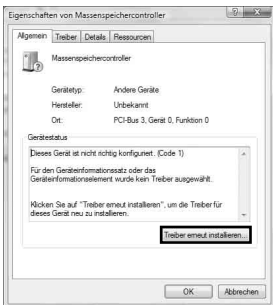 Eigenschaften von Massenspeichercontroller
Allgemein Treiber Details Ressourcen
Massenspeichercontroller
Gerätetyp: Andere Geräte
Hersteller: Unbekannt
Ort: PCI-Bus 3, Gerät 0, Funktion 0
Gerätestatus
Dieses Gerät ist nicht richtig konfiguriert. (Code 1)
Für den Geräteinformationssatz oder das
Geräteinformationselement wurde kein Treiber ausgewählt.
Klicken Sie auf "Treiber erneut installieren", um die Treiber für
dieses Gerät neu zu installieren.
Treiber erneut installieren...
OK Abbrechen